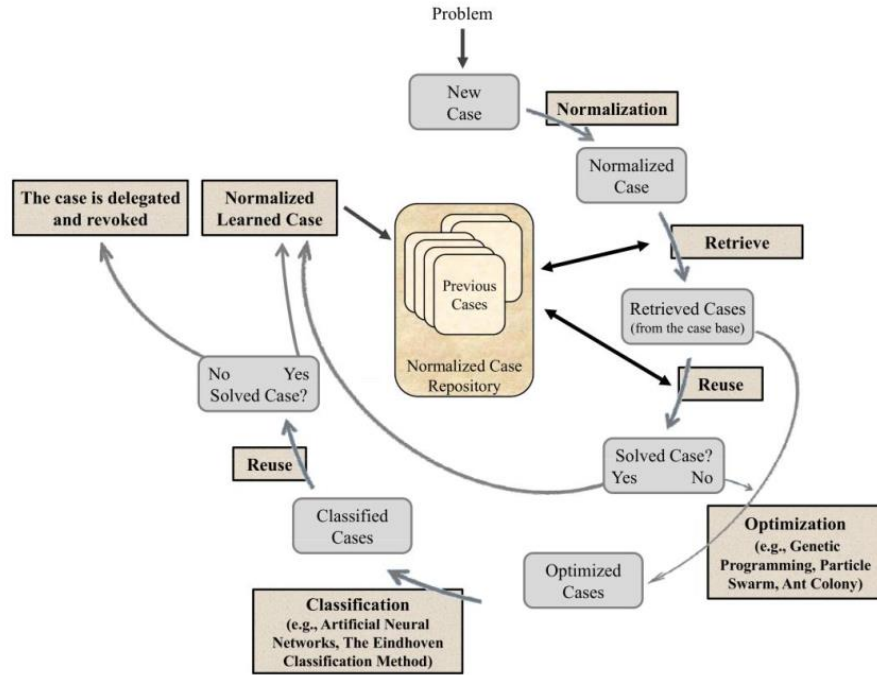 Problem
New
Case
Normalization
Normalized
Case
The case is delegated
and revoked
Normalized
Learned Case
Previous
Cases
Normalized Case
Repository
Retrieve
Retrieved Cases
(from the case base)
Reuse
Solved Case?
Yes No
Optimization
(e.g., Genetic
Programming, Particle
Swarm, Ant Colony)
Optimized
Cases
Classification
(e.g., Artificial Neural
Networks, The Eindhoven
Classification Method)
Classified
Cases
Reuse
No Yes
Solved Case?